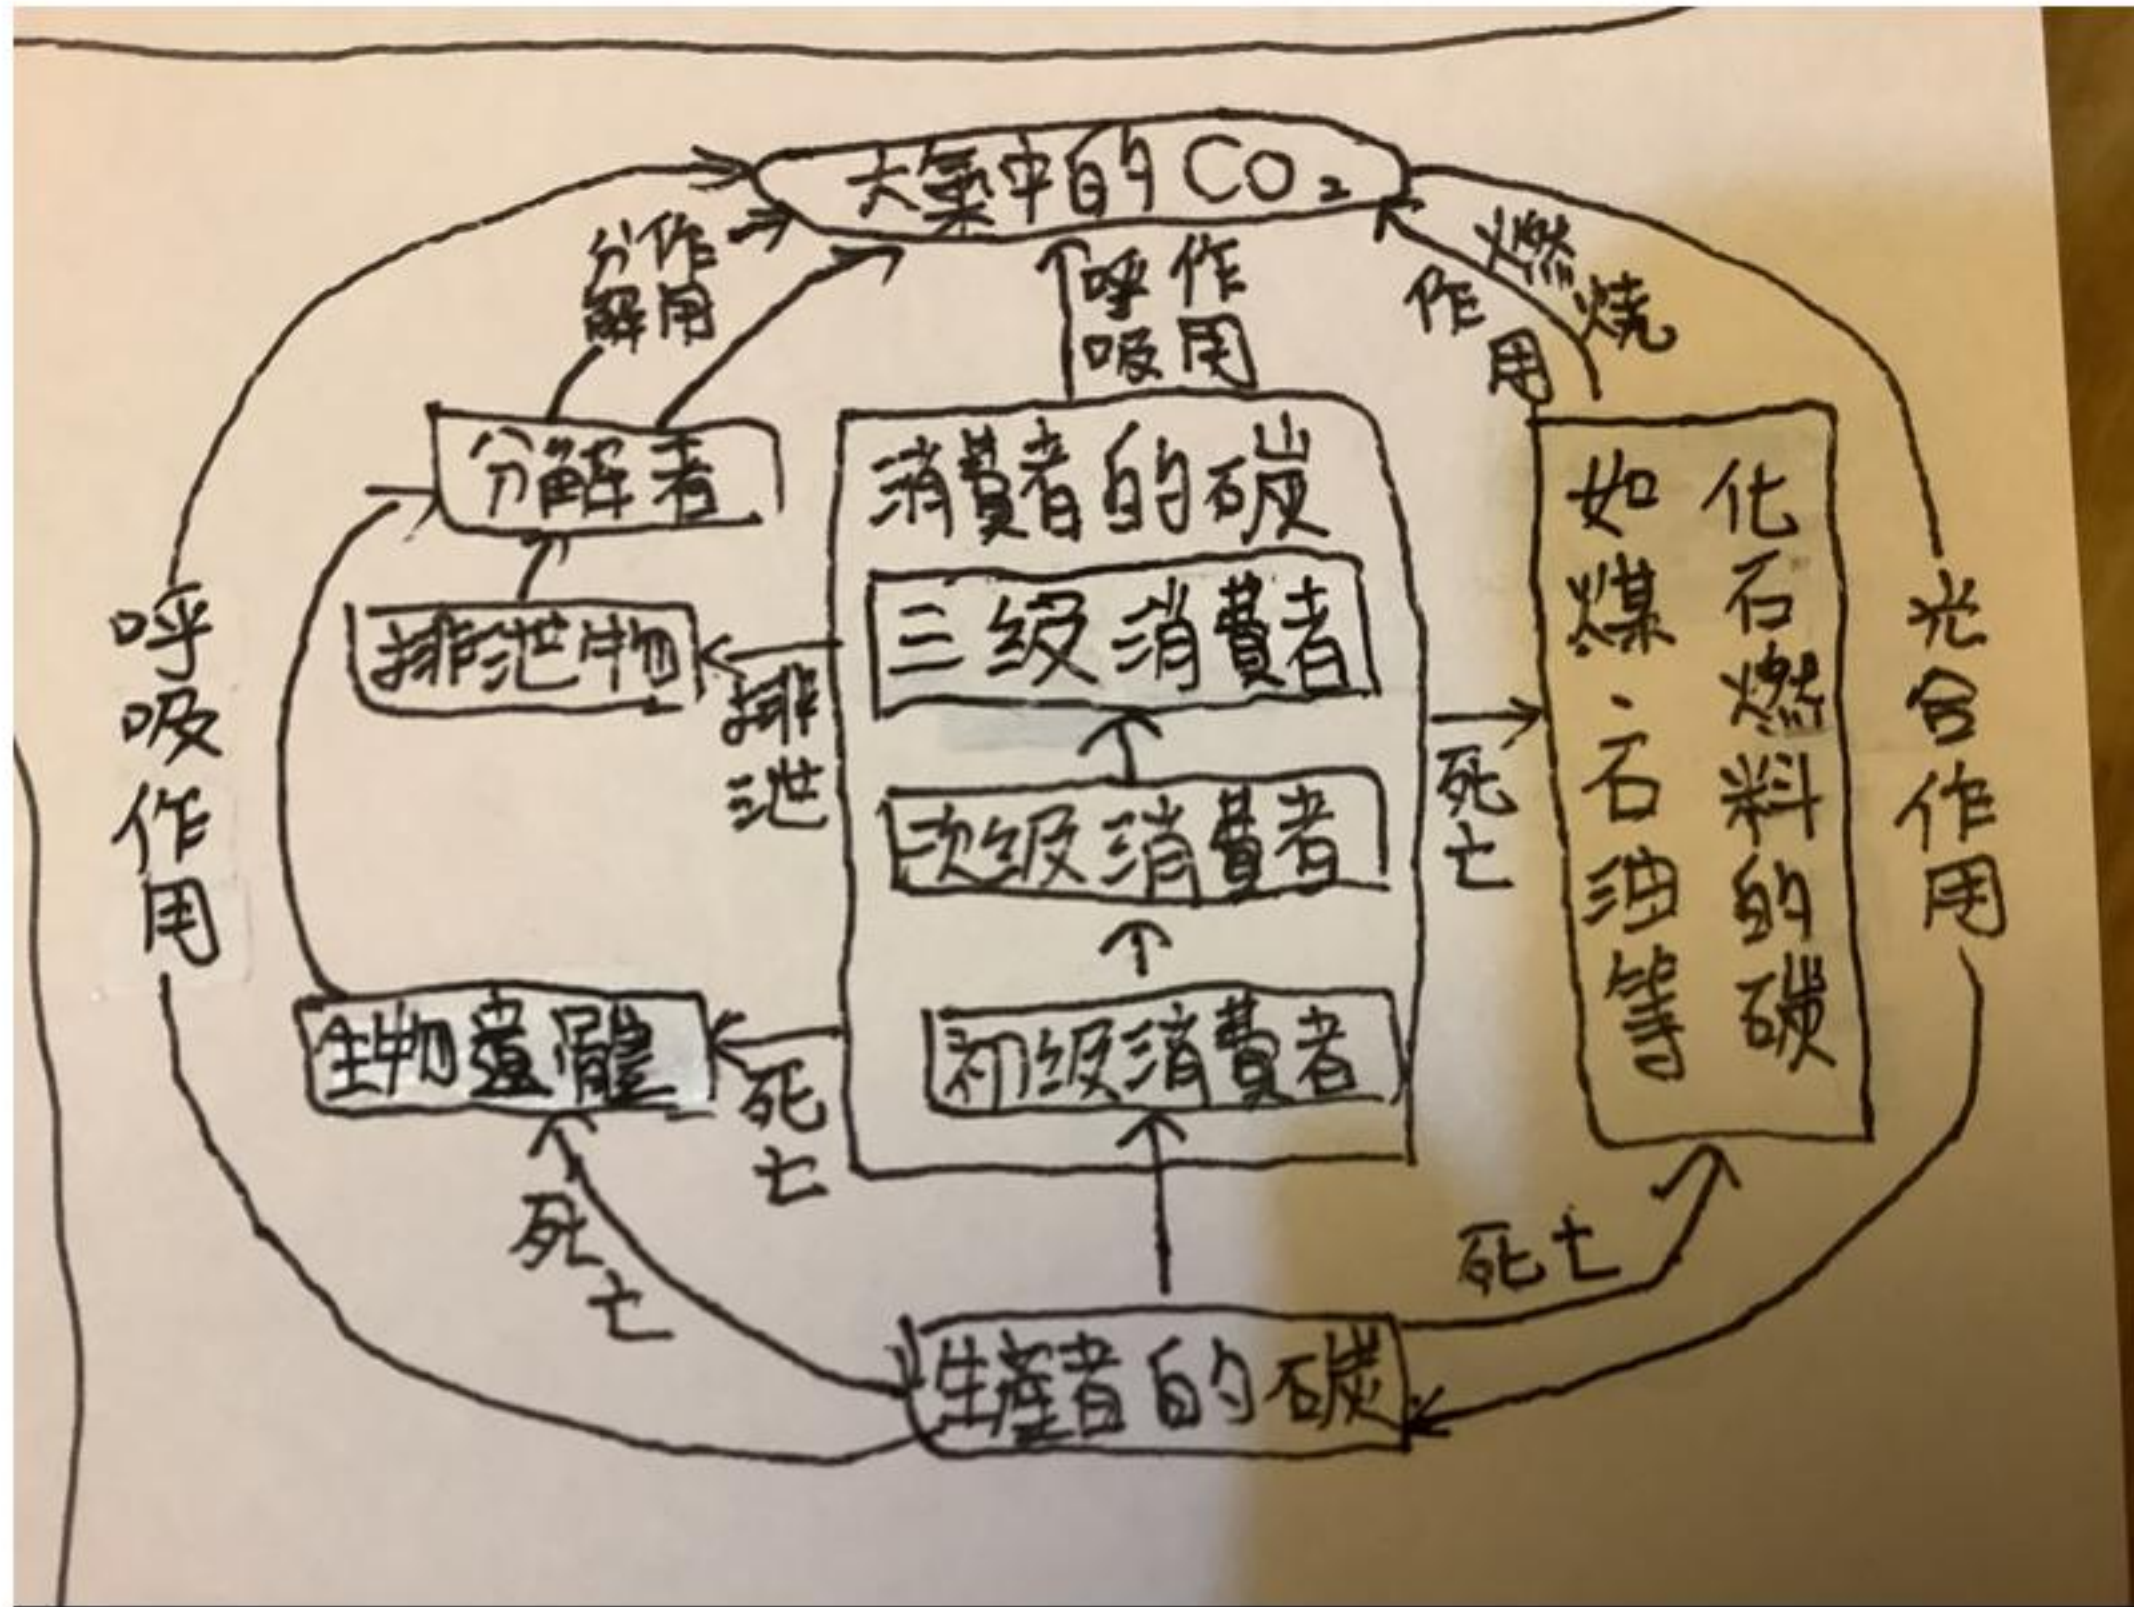 大氣中的CO₂
分解作用
呼吸作用
燃燒作用
分解者
消費者的碳
化石燃料的碳
如煤、石油等
排泄物
排泄
三級消費者
死亡
呼吸作用
光合作用
次級消費者
生物遺體
死亡
初級消費者
死亡
死亡
生產者的碳